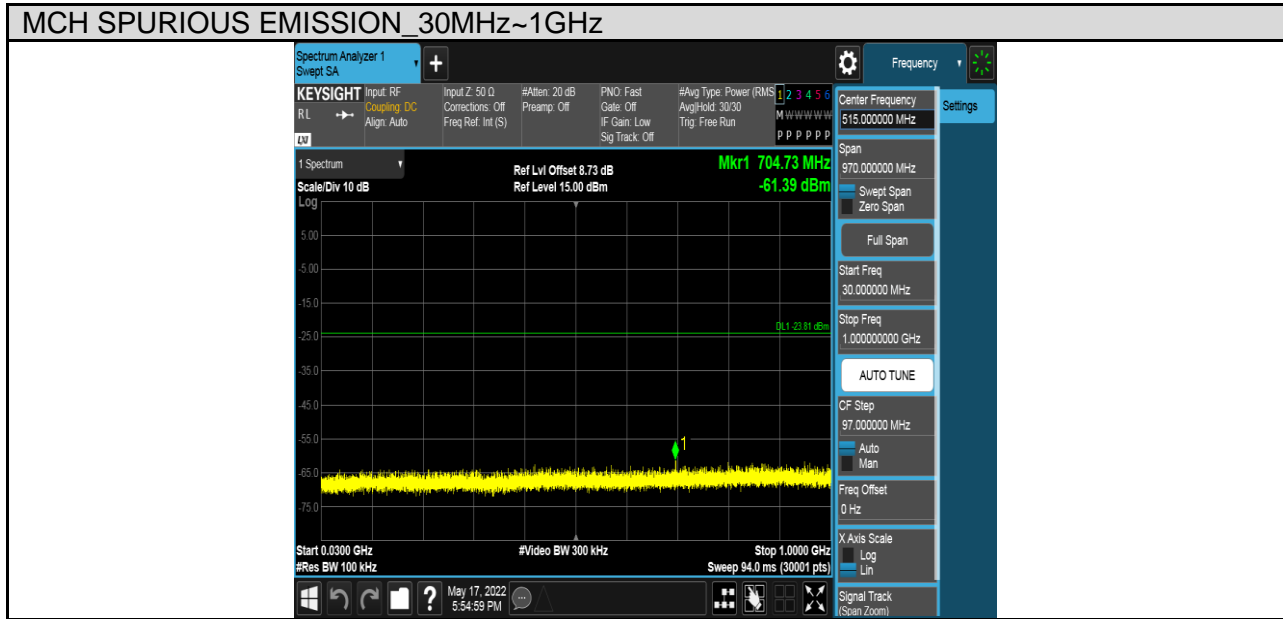 MCH SPURIOUS EMISSION_30MHz~1GHz
Spectrum Analyzer 1
Swept SA
Frequency
KEYSIGHT
RL
LXI
Input: RF
Coupling: DC
Align: Auto
Input Z: 50 Ω
Corrections: Off
Freq Ref: Int (S)
#Atten: 20 dB
Preamp: Off
PNO: Fast
Gate: Off
IF Gain: Low
Sig Track: Off
#Avg Type: Power (RMS
Avg|Hold: 30/30
Trig: Free Run
1 2 3 4 5 6
M W W W W W
P P P P P P
Center Frequency
515.000000 MHz
Settings
1 Spectrum
Scale/Div 10 dB
Log
Ref Lvl Offset 8.73 dB
Ref Level 15.00 dBm
Mkr1 704.73 MHz
-61.39 dBm
Span
970.000000 MHz
Swept Span
Zero Span
Full Span
Start Freq
30.000000 MHz
Stop Freq
1.000000000 GHz
AUTO TUNE
CF Step
97.000000 MHz
Auto
Man
Freq Offset
0 Hz
X Axis Scale
Log
Lin
Signal Track
(Span Zoom)
5.00
-5.00
-15.0
DL1 -23.81 dBm
-25.0
-35.0
-45.0
-55.0
1
-65.0
-75.0
Start 0.0300 GHz
#Res BW 100 kHz
#Video BW 300 kHz
Stop 1.0000 GHz
Sweep 94.0 ms (30001 pts)
?
May 17, 2022
5:54:59 PM